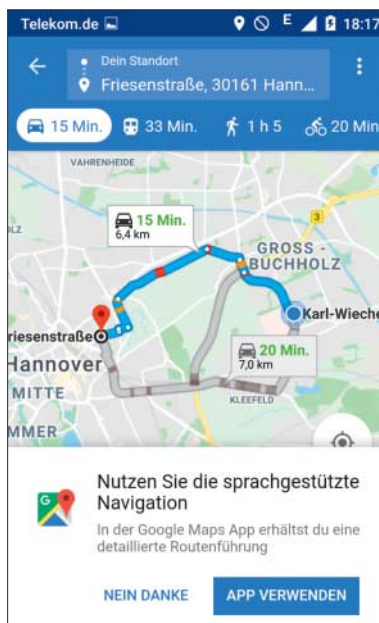 Telekom.de
E
18:17
Dein Standort
Friesenstraße, 30161 Hann...
15 Min.
33 Min.
1 h 5
20 Min
VAHRENHEIDE
15 Min.
6,4 km
3
GROSS -
BUCHHOLZ
Karl-Wieche
riesenstraße
Hannover
20 Min.
7,0 km
MITTE
KLEEFELD
MMER
G
Nutzen Sie die sprachgestützte
Navigation
In der Google Maps App erhältst du eine
detaillierte Routenführung
NEIN DANKE
APP VERWENDEN